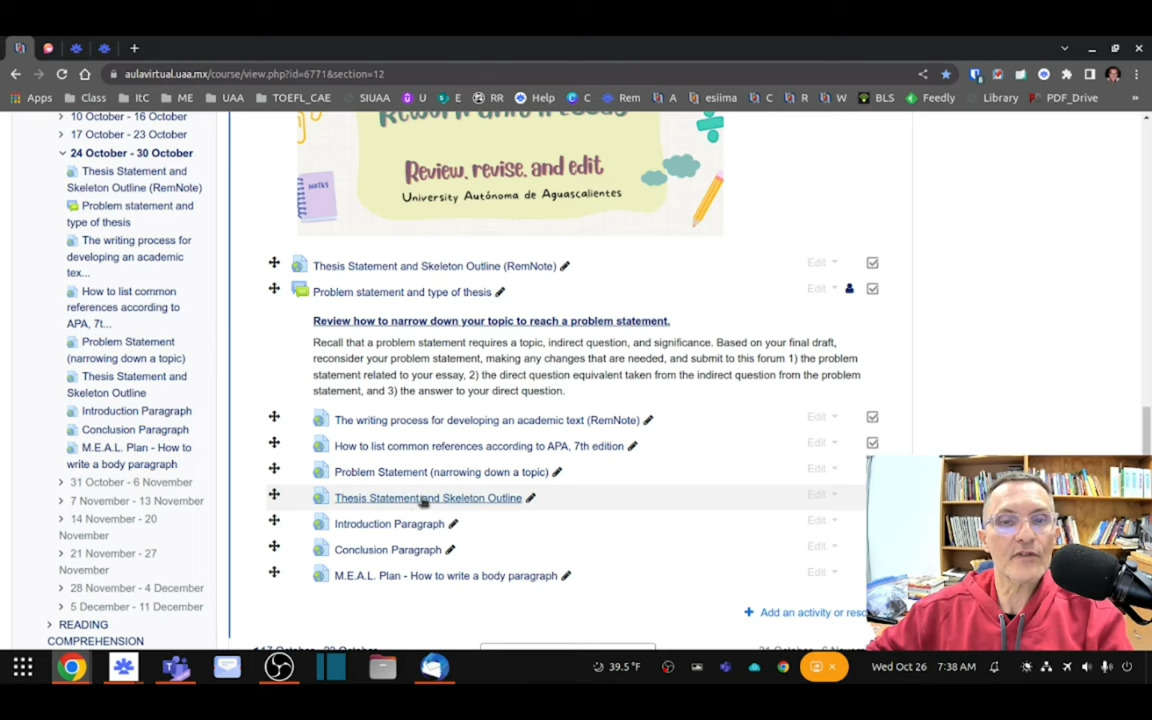 aulavirtual.uaa.mx/course/view.php?id=6771&section=12
Apps Class ItC ME UAA TOEFL_CAE SIUAA U E RR Help C Rem A esiima C R W BLS Feedly Library PDF_Drive »
10 October - 16 October
17 October - 23 October
24 October - 30 October
Thesis Statement and
Skeleton Outline (RemNote)
Problem statement and
type of thesis
The writing process for
developing an academic
tex...
How to list common
references according to
APA, 7t...
Problem Statement
(narrowing down a topic)
Thesis Statement and
Skeleton Outline
Introduction Paragraph
Conclusion Paragraph
M.E.A.L. Plan - How to
write a body paragraph
31 October - 6 November
7 November - 13 November
14 November - 20
November
21 November - 27
November
28 November - 4 December
5 December - 11 December
READING
COMPREHENSION
NOTES
Review, revise, and edit
University Autónoma de Aguascalientes
Thesis Statement and Skeleton Outline (RemNote) Edit
Problem statement and type of thesis Edit
Review how to narrow down your topic to reach a problem statement.
Recall that a problem statement requires a topic, indirect question, and significance. Based on your final draft,
reconsider your problem statement, making any changes that are needed, and submit to this forum 1) the problem
statement related to your essay, 2) the direct question equivalent taken from the indirect question from the problem
statement, and 3) the answer to your direct question.
The writing process for developing an academic text (RemNote) Edit
How to list common references according to APA, 7th edition Edit
Problem Statement (narrowing down a topic) Edit
Thesis Statement and Skeleton Outline Edit
Introduction Paragraph Edit
Conclusion Paragraph Edit
M.E.A.L. Plan - How to write a body paragraph Edit
Add an activity or reso
39.5 °F
Wed Oct 26 7:38 AM